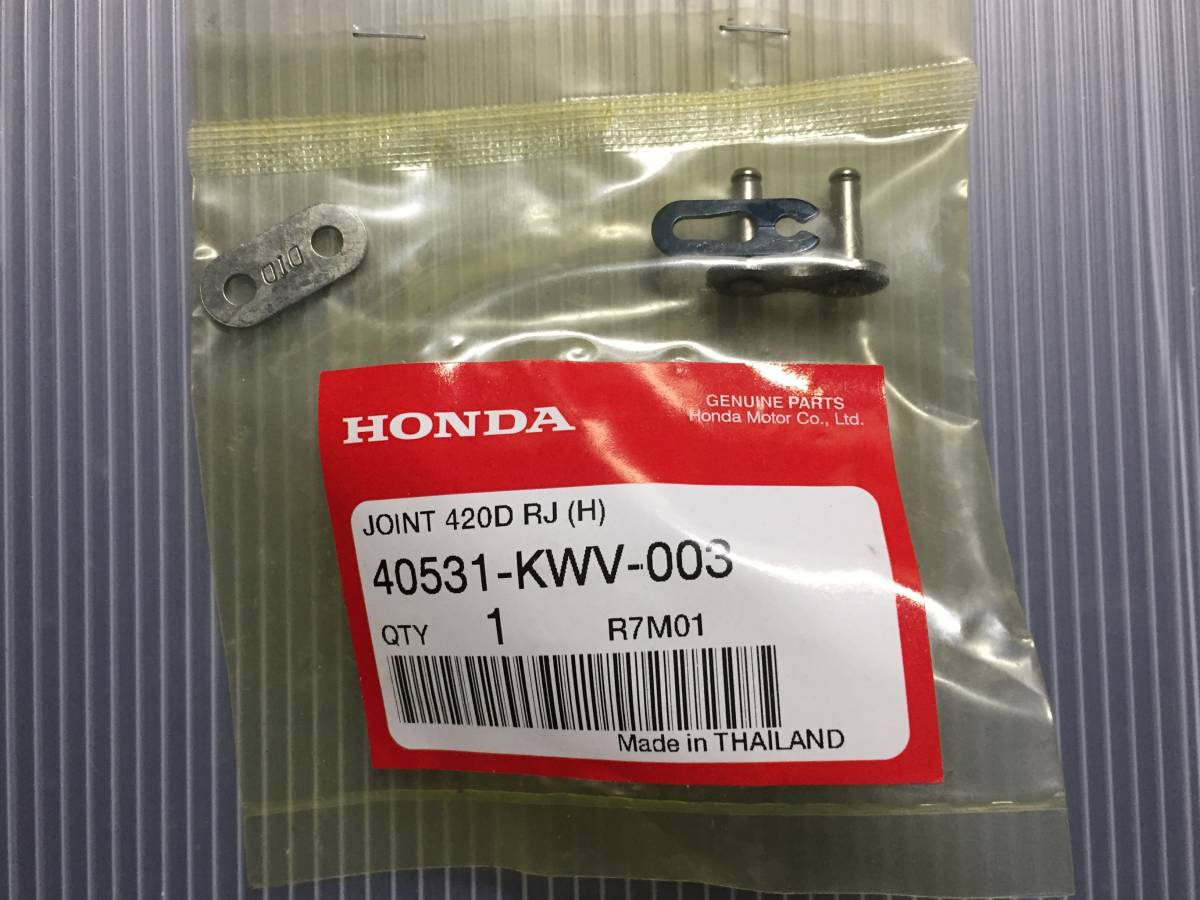 DID
HONDA
GENUINE PARTS
Honda Motor Co., Ltd.
JOINT 420D RJ (H)
40531-KWV-003
QTY 1 R7M01
Made in THAILAND